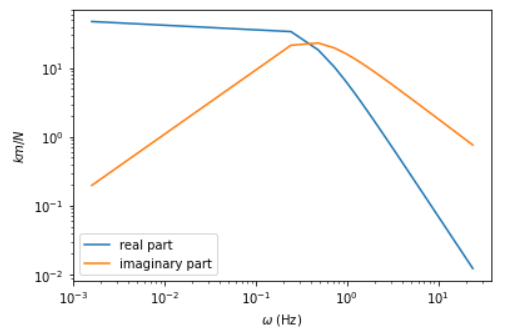 10¹
10⁰
10⁻¹
10⁻²
km/N
real part
imaginary part
10⁻³
10⁻²
10⁻¹
10⁰
10¹
ω (Hz)